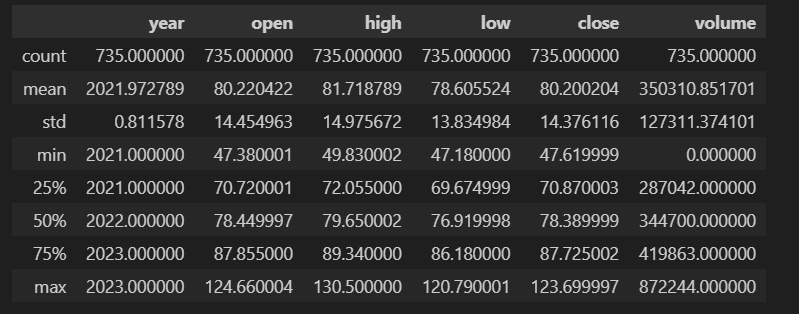 year open high low close volume
count 735.000000 735.000000 735.000000 735.000000 735.000000 735.000000
mean 2021.972789 80.220422 81.718789 78.605524 80.200204 350310.851701
std 0.811578 14.454963 14.975672 13.834984 14.376116 127311.374101
min 2021.000000 47.380001 49.830002 47.180000 47.619999 0.000000
25% 2021.000000 70.720001 72.055000 69.674999 70.870003 287042.000000
50% 2022.000000 78.449997 79.650002 76.919998 78.389999 344700.000000
75% 2023.000000 87.855000 89.340000 86.180000 87.725002 419863.000000
max 2023.000000 124.660004 130.500000 120.790001 123.699997 872244.000000